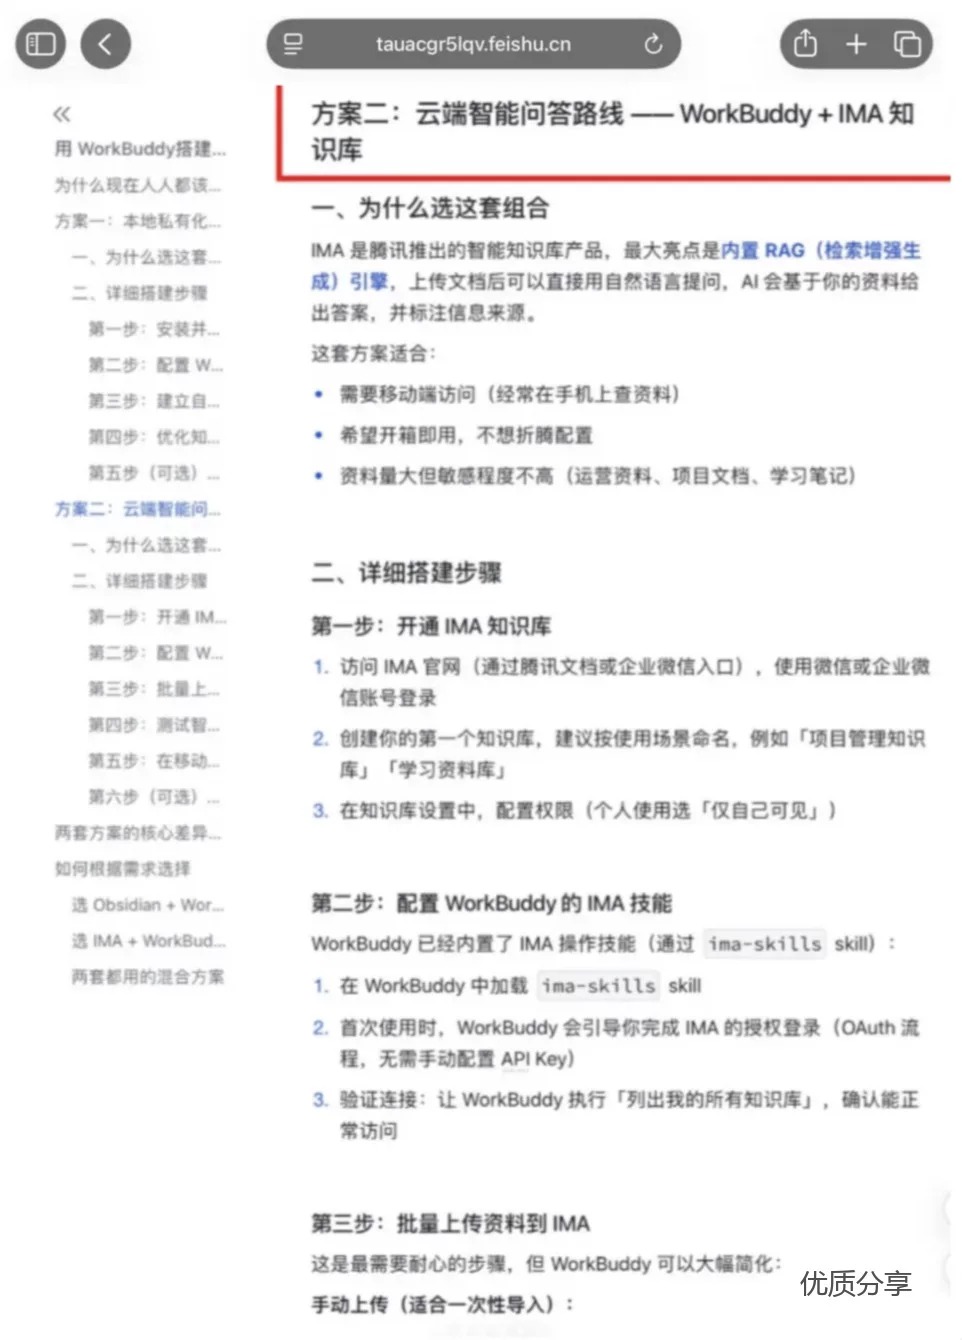 tauacgr5lqv.feishu.cn
用 WorkBuddy搭建...
为什么现在人人都该...
方案一：本地私有化...
一、为什么选这套...
二、详细搭建步骤
第一步：安装并...
第二步：配置 W...
第三步：建立自...
第四步：优化知...
第五步（可选）...
方案二：云端智能问...
一、为什么选这套...
二、详细搭建步骤
第一步：开通 IM...
第二步：配置 W...
第三步：批量上...
第四步：测试智...
第五步：在移动...
第六步（可选）...
两套方案的核心差异...
如何根据需求选择
选 Obsidian + Wor...
选 IMA + WorkBud...
两套都用的混合方案
方案二：云端智能问答路线 —— WorkBuddy + IMA 知
识库
一、为什么选这套组合
IMA 是腾讯推出的智能知识库产品，最大亮点是内置 RAG（检索增强生
成）引擎，上传文档后可以直接用自然语言提问，AI 会基于你的资料给
出答案，并标注信息来源。
这套方案适合：
• 需要移动端访问（经常在手机上查资料）
• 希望开箱即用，不想折腾配置
• 资料量大但敏感程度不高（运营资料、项目文档、学习笔记）
二、详细搭建步骤
第一步：开通 IMA 知识库
1. 访问 IMA 官网（通过腾讯文档或企业微信入口），使用微信或企业微
信账号登录
2. 创建你的第一个知识库，建议按使用场景命名，例如「项目管理知识
库」「学习资料库」
3. 在知识库设置中，配置权限（个人使用选「仅自己可见」）
第二步：配置 WorkBuddy 的 IMA 技能
WorkBuddy 已经内置了 IMA 操作技能（通过 ima-skills skill）：
1. 在 WorkBuddy 中加载 ima-skills skill
2. 首次使用时，WorkBuddy 会引导你完成 IMA 的授权登录（OAuth 流
程，无需手动配置 API Key）
3. 验证连接：让 WorkBuddy 执行「列出我的所有知识库」，确认能正
常访问
第三步：批量上传资料到 IMA
这是最需要耐心的步骤，但 WorkBuddy 可以大幅简化：
手动上传（适合一次性导入）：
优质分享